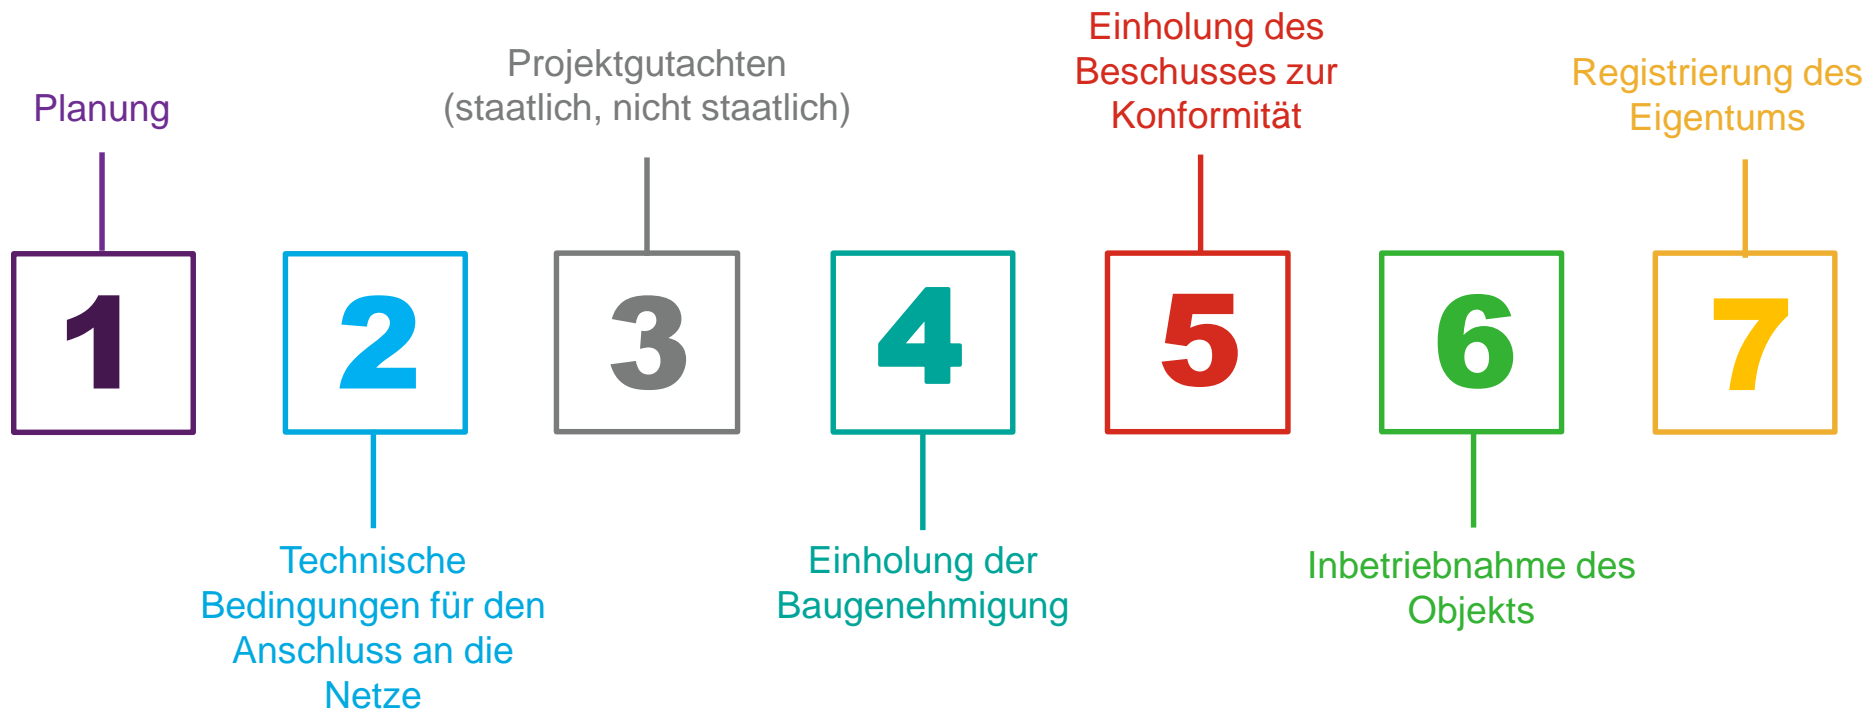 Planung
1
Technische
Bedingungen für den
Anschluss an die
Netze
2
Projektgutachten
(staatlich, nicht staatlich)
3
Einholung der
Baugenehmigung
4
Einholung des
Beschusses zur
Konformität
5
Inbetriebnahme des
Objekts
6
Registrierung des
Eigentums
7